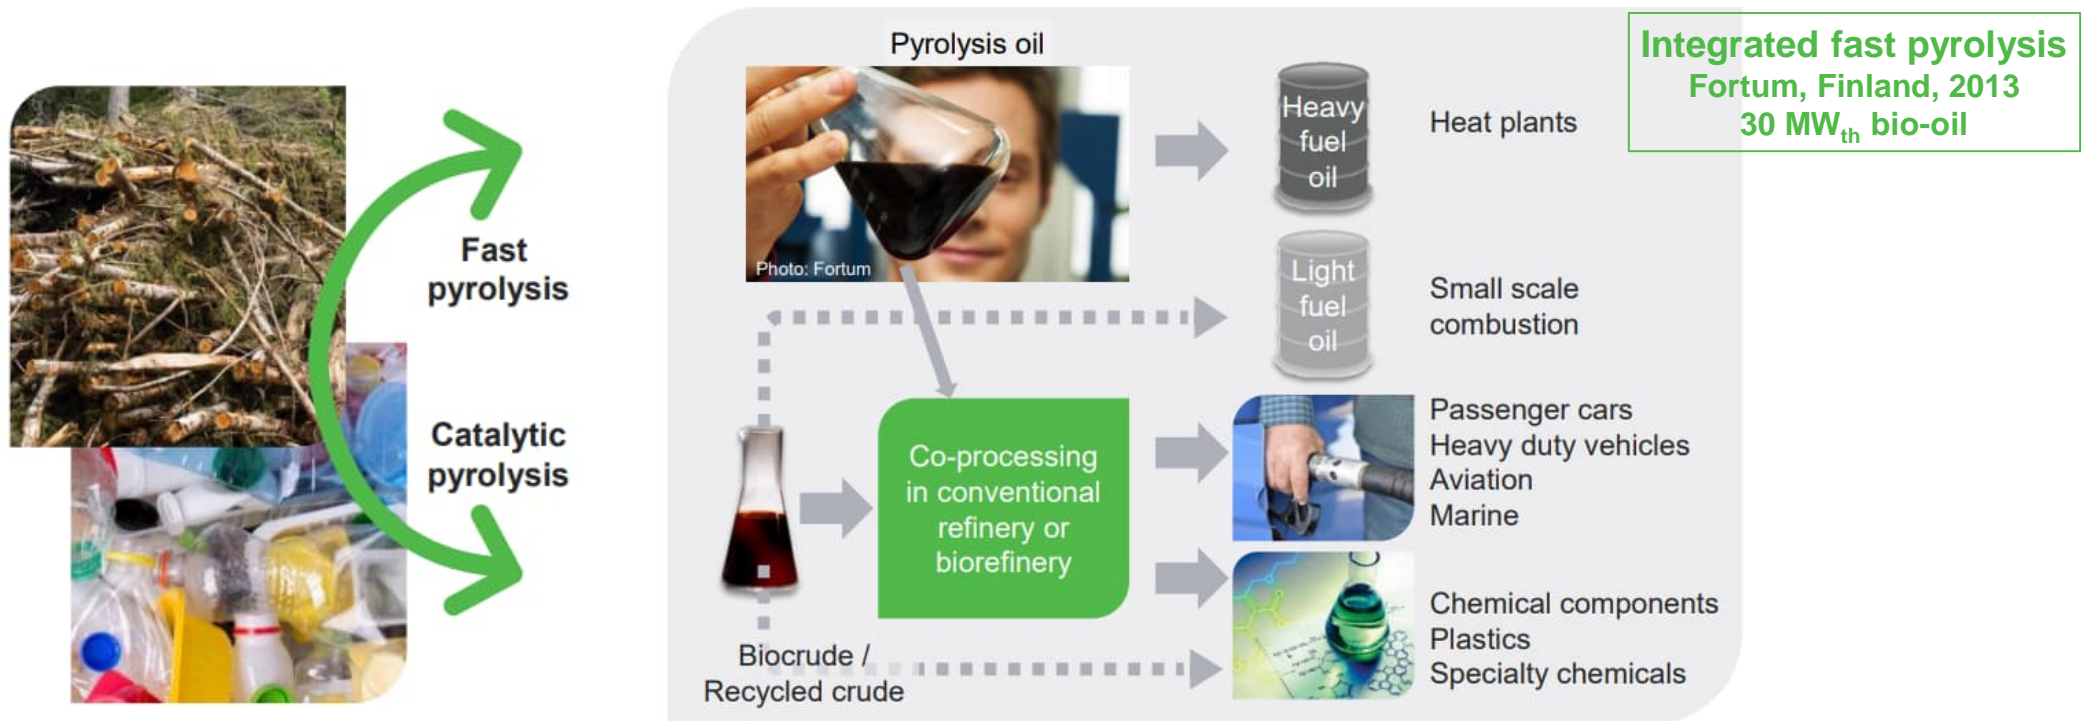 Fast
pyrolysis
Catalytic
pyrolysis
Pyrolysis oil
Photo: Fortum
Heavy
fuel
oil
Heat plants
Light
fuel
oil
Small scale
combustion
Co-processing
in conventional
refinery or
biorefinery
Passenger cars
Heavy duty vehicles
Aviation
Marine
Chemical components
Plastics
Specialty chemicals
Biocrude /
Recycled crude
Integrated fast pyrolysis
Fortum, Finland, 2013
30 MWth bio-oil